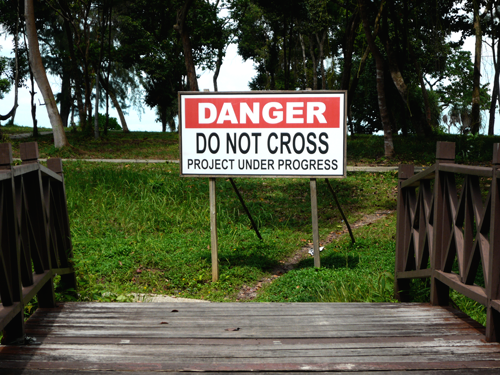 DANGER
DO NOT CROSS
PROJECT UNDER PROGRESS